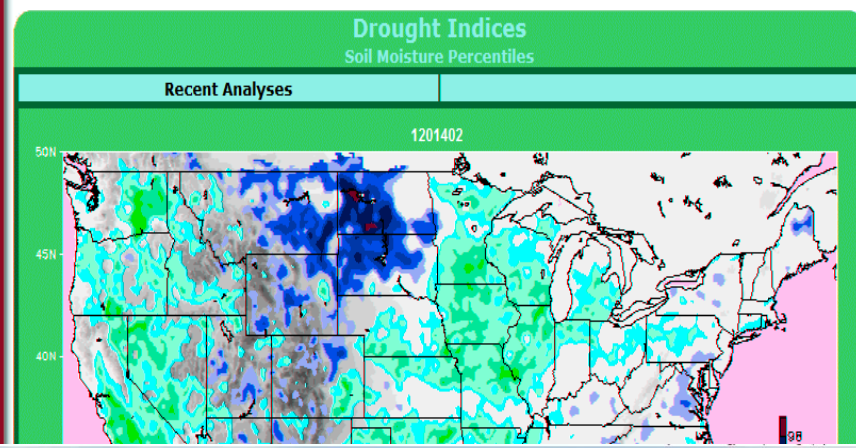 Drought Indices
Soil Moisture Percentiles
Recent Analyses
1201402
50N
45N
40N
98